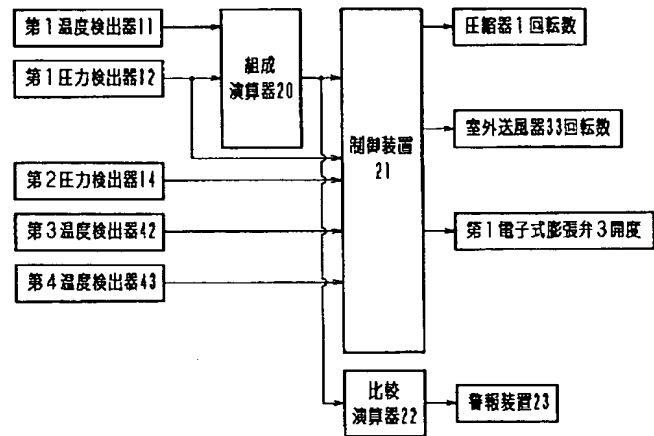 第1温度検出器11
第1圧力検出器12
第2圧力検出器14
第3温度検出器42
第4温度検出器43
組成
演算器20
制御装置
21
比較
演算器22
圧縮器1回転数
室外送風器33回転数
第1電子式膨張弁3開度
警報装置23